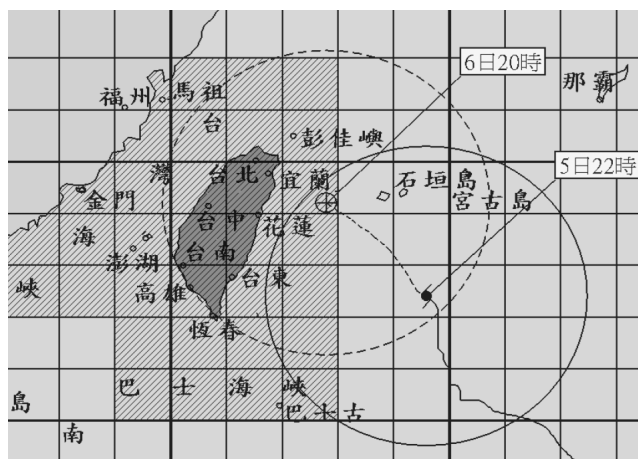 6日20時
那霸
福州
馬祖
台
彭佳嶼
5日22時
灣
台北
宜蘭
石垣島
宮古島
金門
台中
花蓮
海
澎湖
台南
台東
峽
高雄
恆春
巴士海峽
巴士古
島
南